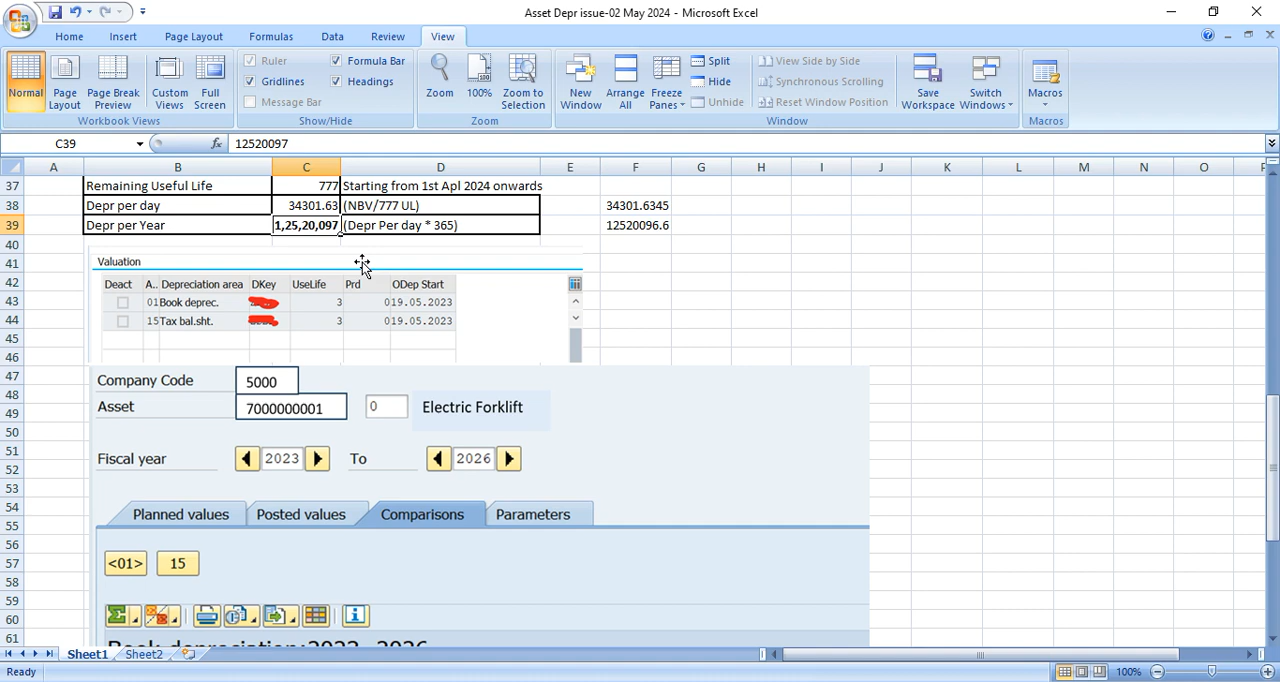 Asset Depr issue-02 May 2024 - Microsoft Excel
Home Insert Page Layout Formulas Data Review View
Normal
Page Layout
Page Break Preview
Custom Views
Full Screen
Workbook Views
Ruler
Gridlines
Message Bar
Formula Bar
Headings
Show/Hide
Zoom
100%
Zoom to Selection
Zoom
New Window
Arrange All
Freeze Panes
Split
Hide
Unhide
View Side by Side
Synchronous Scrolling
Reset Window Position
Save Workspace
Switch Windows
Window
Macros
Macros
C39 fx 12520097
A B C D E F G H I J K L M N O
37 Remaining Useful Life 777 Starting from 1st Apl 2024 onwards
38 Depr per day 34301.63 (NBV/777 UL) 34301.6345
39 Depr per Year 1,25,20,097 (Depr Per day * 365) 12520096.6
40
41 Valuation
42 Deact A.. Depreciation area DKey UseLife Prd ODep Start
43 01 Book deprec. 3 0 19.05.2023
44 15 Tax bal.sht. 3 0 19.05.2023
45
46
47 Company Code 5000
48
49 Asset 7000000001 0 Electric Forklift
50
51
52 Fiscal year 2023 To 2026
53
54 Planned values Posted values Comparisons Parameters
55
56
57 <01> 15
58
59
60
61 Book depreciation: 2023 - 2026
Sheet1 Sheet2
Ready 100%